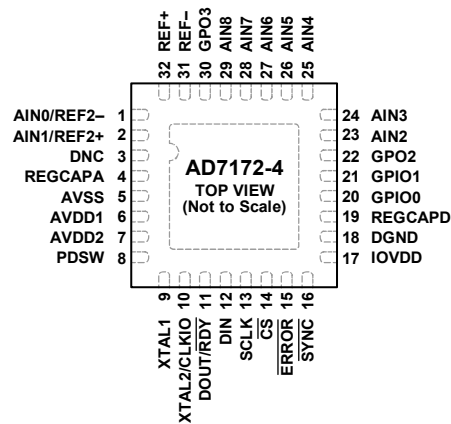 32 REF+
31 REF–
30 GPO3
29 AIN8
28 AIN7
27 AIN6
26 AIN5
25 AIN4
AIN0/REF2– 1
AIN1/REF2+ 2
DNC 3
REGCAPA 4
AVSS 5
AVDD1 6
AVDD2 7
PDSW 8
AD7172-4
TOP VIEW
(Not to Scale)
24 AIN3
23 AIN2
22 GPO2
21 GPIO1
20 GPIO0
19 REGCAPD
18 DGND
17 IOVDD
XTAL1 9
XTAL2/CLKIO 10
DOUT/RDY 11
DIN 12
SCLK 13
CS 14
ERROR 15
SYNC 16